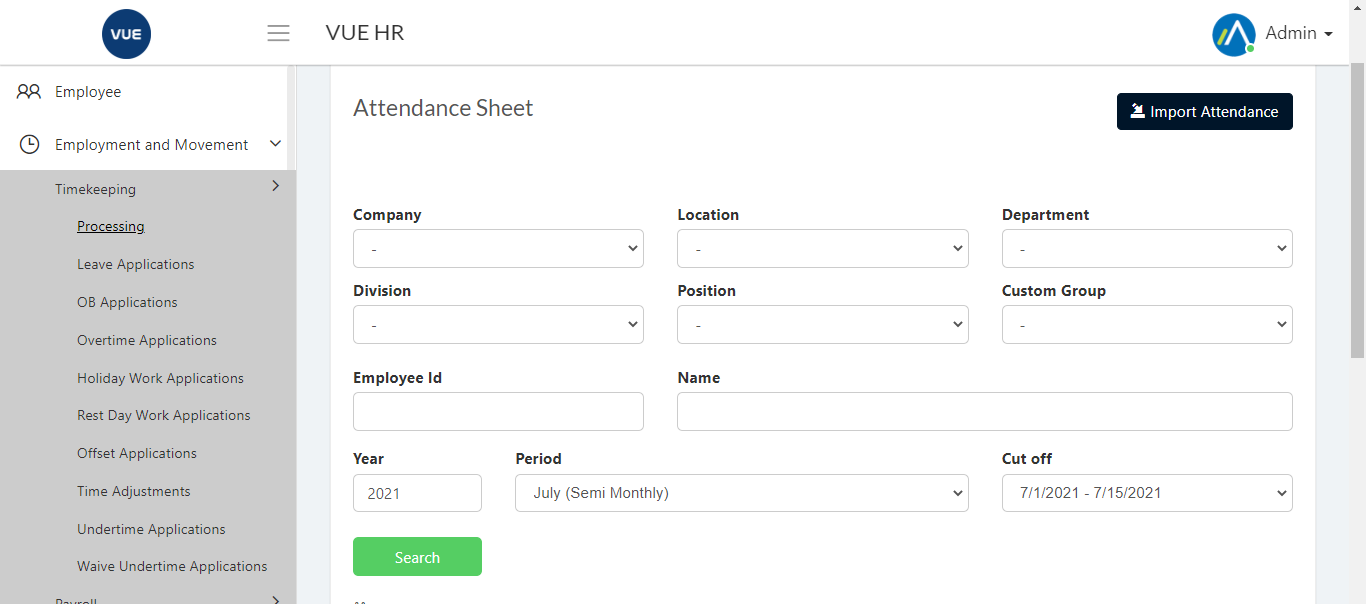 VUE
VUE HR
Admin
Employee
Employment and Movement
Timekeeping
Processing
Leave Applications
OB Applications
Overtime Applications
Holiday Work Applications
Rest Day Work Applications
Offset Applications
Time Adjustments
Undertime Applications
Waive Undertime Applications
Payroll
Attendance Sheet
Import Attendance
Company
Location
Department
-
-
-
Division
Position
Custom Group
-
-
-
Employee Id
Name
Year
Period
Cut off
2021
July (Semi Monthly)
7/1/2021 - 7/15/2021
Search